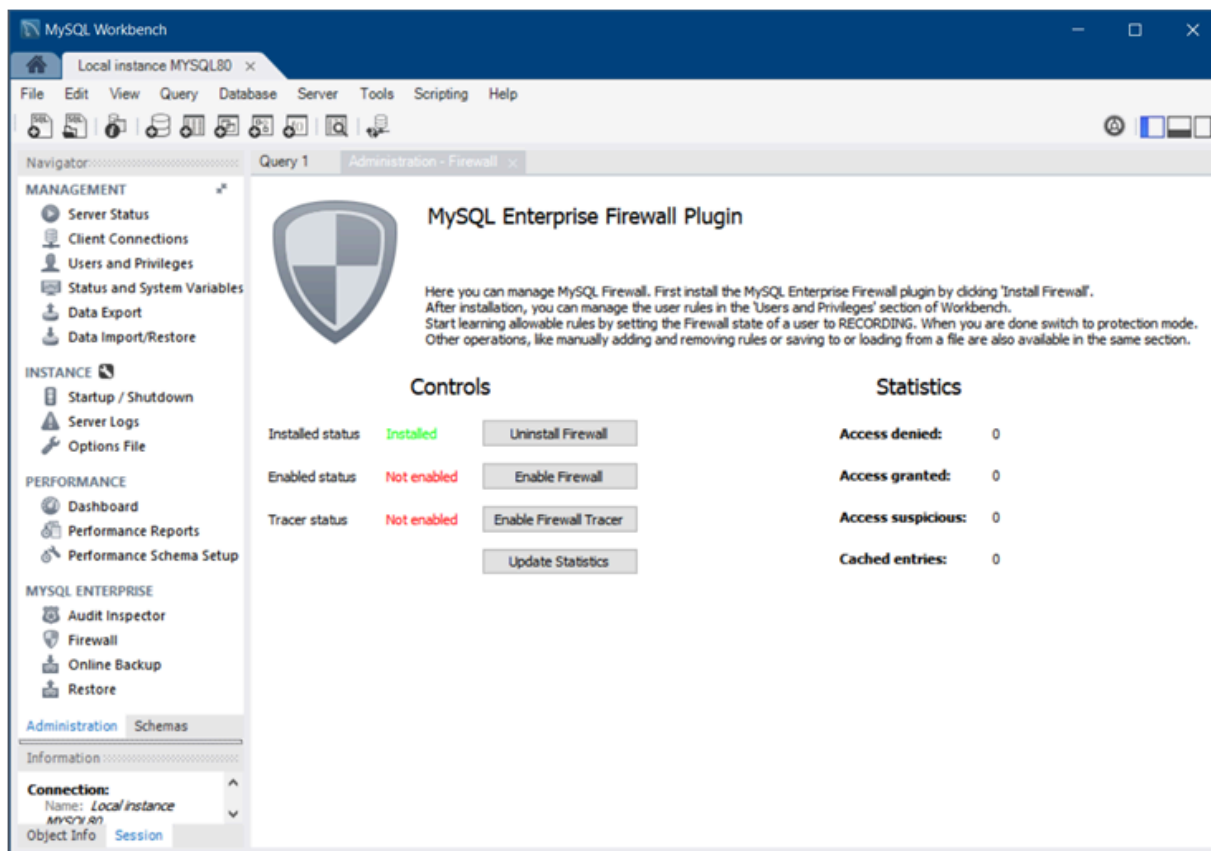 MySQL Workbench
Local instance MYSQL80
File Edit View Query Database Server Tools Scripting Help
Navigator
Query 1
Administration - Firewall
MANAGEMENT
Server Status
Client Connections
Users and Privileges
Status and System Variables
Data Export
Data Import/Restore
INSTANCE
Startup / Shutdown
Server Logs
Options File
PERFORMANCE
Dashboard
Performance Reports
Performance Schema Setup
MYSQL ENTERPRISE
Audit Inspector
Firewall
Online Backup
Restore
Administration Schemas
Information
Connection:
Name: Local instance
MYSQL80
Object Info Session
MySQL Enterprise Firewall Plugin
Here you can manage MySQL Firewall. First install the MySQL Enterprise Firewall plugin by clicking 'Install Firewall'.
After installation, you can manage the user rules in the 'Users and Privileges' section of Workbench.
Start learning allowable rules by setting the Firewall state of a user to RECORDING. When you are done switch to protection mode.
Other operations, like manually adding and removing rules or saving to or loading from a file are also available in the same section.
Controls
Installed status Installed Uninstall Firewall
Enabled status Not enabled Enable Firewall
Tracer status Not enabled Enable Firewall Tracer
Update Statistics
Statistics
Access denied: 0
Access granted: 0
Access suspicious: 0
Cached entries: 0